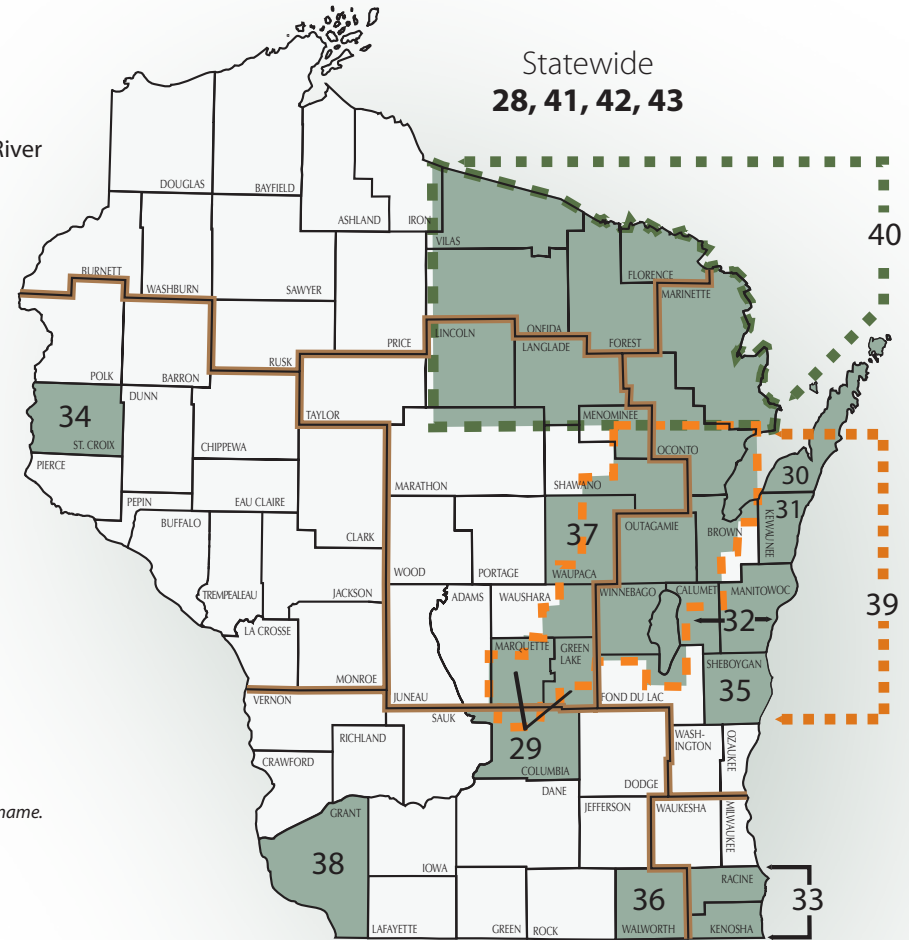 Statewide
28, 41, 42, 43
River
DOUGLAS
BAYFIELD
ASHLAND
IRON
VILAS
40
FLORENCE
BURNETT
WASHBURN
SAWYER
MARINETTE
PRICE
LINCOLN
ONEIDA
LANGLADE
FOREST
RUSK
POLK
BARRON
DUNN
TAYLOR
34
ST. CROIX
CHIPPEWA
MENOMINEE
OCONTO
PIERCE
MARATHON
SHAWANO
30
PEPIN
EAU CLAIRE
31
BUFFALO
CLARK
37
OUTAGAMIE
BROWN
KEWAUNEE
WOOD
PORTAGE
WAUPACA
TREMPEALEAU
JACKSON
ADAMS
WAUSHARA
WINNEBAGO
CALUMET
MANITOWOC
39
32
LA CROSSE
MARQUETTE
GREEN
LAKE
MONROE
SHEBOYGAN
35
VERNON
JUNEAU
FOND DU LAC
SAUK
RICHLAND
29
WASH-
INGTON
OZAUKEE
CRAWFORD
COLUMBIA
DANE
DODGE
name.
GRANT
JEFFERSON
WAUKESHA
MILWAUKEE
38
IOWA
36
RACINE
33
LAFAYETTE
GREEN
ROCK
WALWORTH
KENOSHA